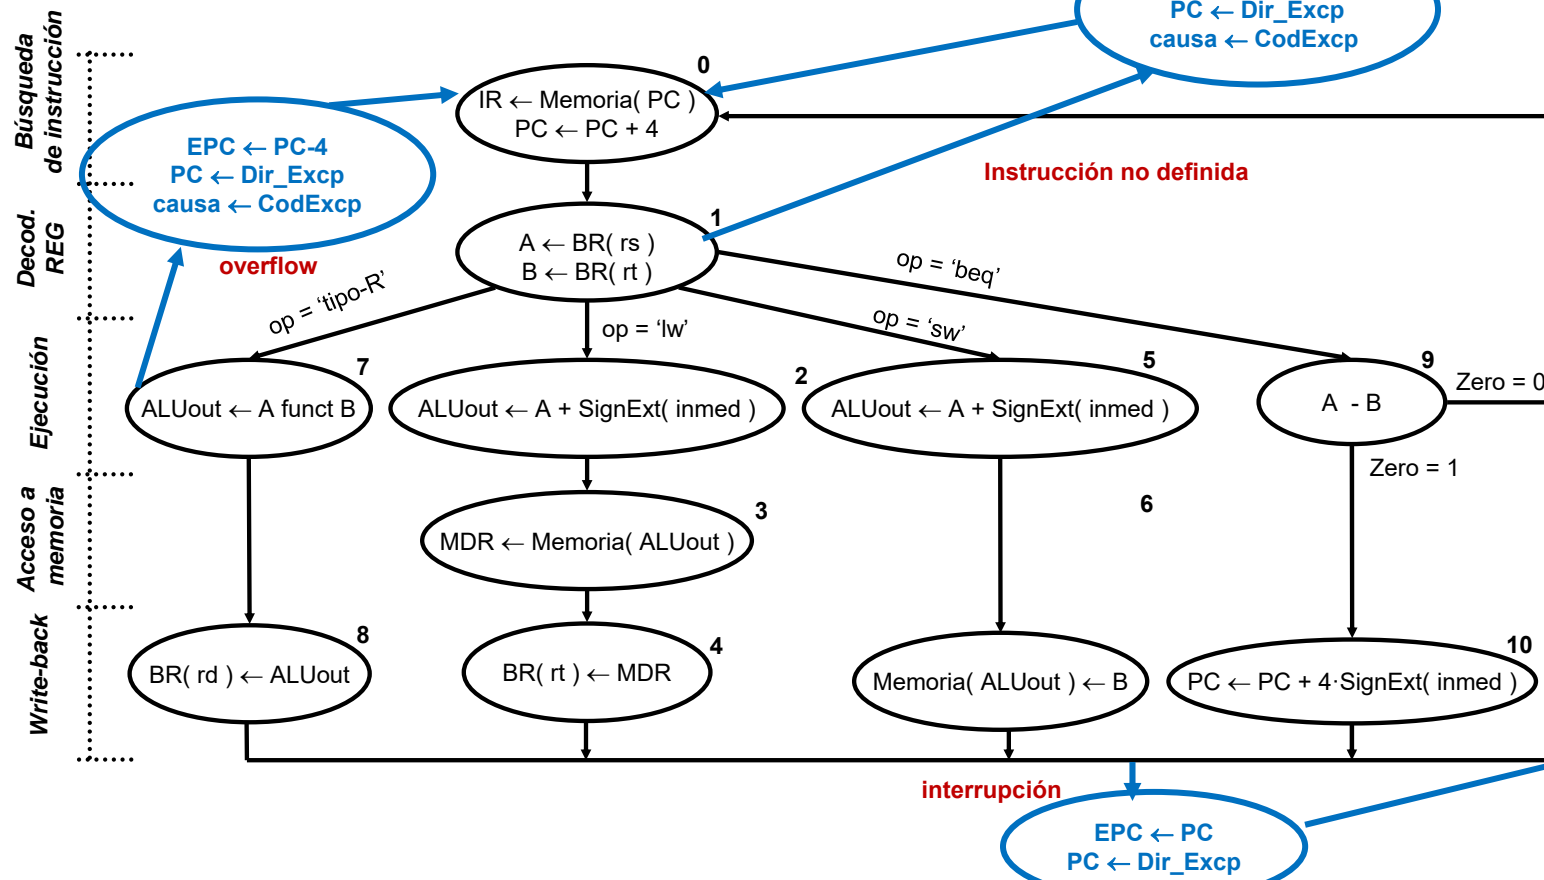 PC ← Dir_Excp
causa ← CodExcp
Búsqueda
de instrucción
0
IR ← Memoria( PC )
PC ← PC + 4
EPC ← PC-4
PC ← Dir_Excp
causa ← CodExcp
Instrucción no definida
Decod.
REG
1
A ← BR( rs )
B ← BR( rt )
overflow
op = ‘tipo-R’
op = ‘lw’
op = ‘sw’
op = ‘beq’
Ejecución
7
ALUout ← A funct B
2
ALUout ← A + SignExt( inmed )
5
ALUout ← A + SignExt( inmed )
9
A - B
Zero = 0
Zero = 1
Acceso a
memoria
3
MDR ← Memoria( ALUout )
6
Write-back
8
BR( rd ) ← ALUout
4
BR( rt ) ← MDR
Memoria( ALUout ) ← B
10
PC ← PC + 4·SignExt( inmed )
interrupción
EPC ← PC
PC ← Dir_Excp